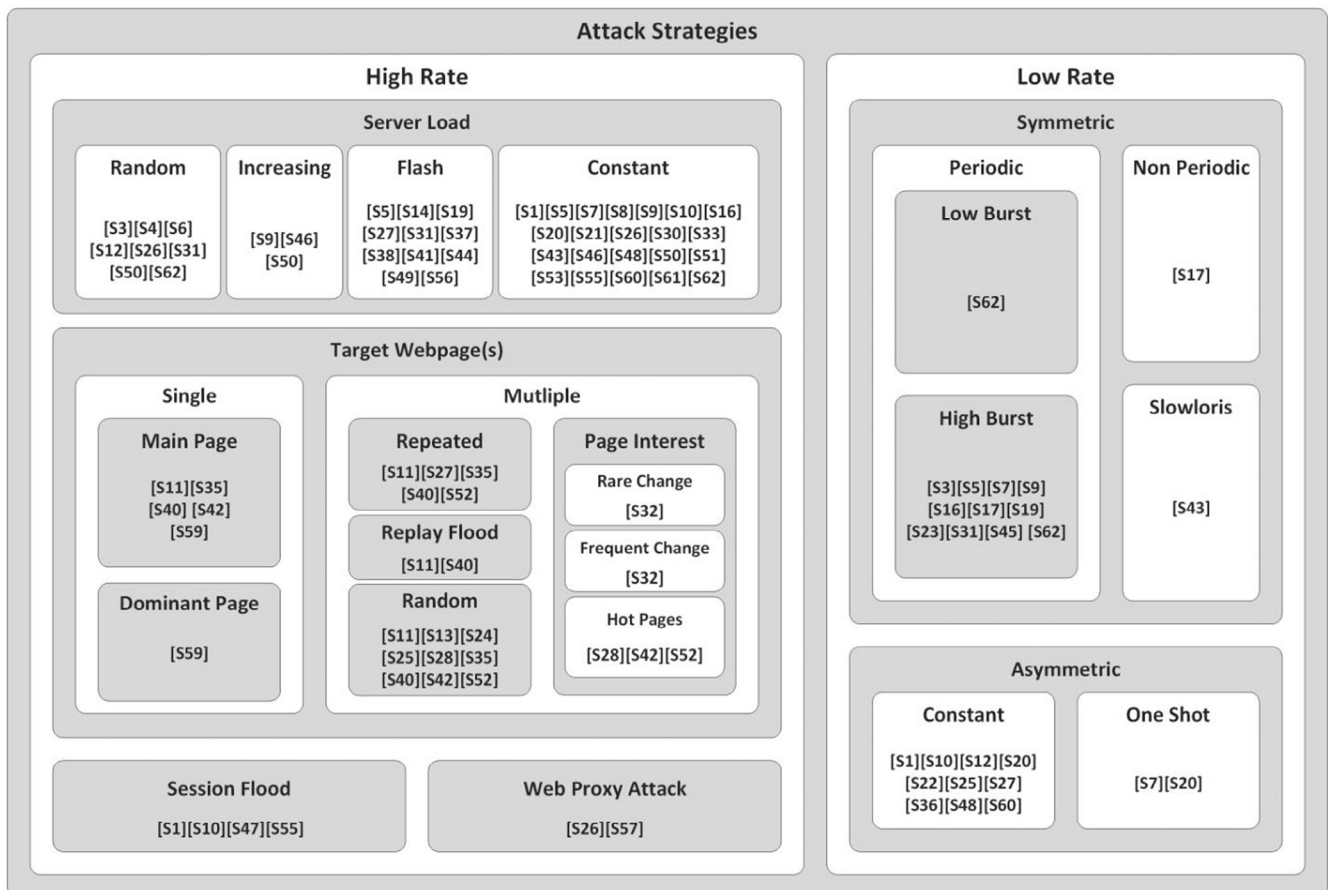 Attack Strategies
High Rate
Server Load
Random
[S3][S4][S6]
[S12][S26][S31]
[S50][S62]
Increasing
[S9][S46]
[S50]
Flash
[S5][S14][S19]
[S27][S31][S37]
[S38][S41][S44]
[S49][S56]
Constant
[S1][S5][S7][S8][S9][S10][S16]
[S20][S21][S26][S30][S33]
[S43][S46][S48][S50][S51]
[S53][S55][S60][S61][S62]
Target Webpage(s)
Single
Main Page
[S11][S35]
[S40] [S42]
[S59]
Dominant Page
[S59]
Mutliple
Repeated
[S11][S27][S35]
[S40][S52]
Replay Flood
[S11][S40]
Random
[S11][S13][S24]
[S25][S28][S35]
[S40][S42][S52]
Page Interest
Rare Change
[S32]
Frequent Change
[S32]
Hot Pages
[S28][S42][S52]
Session Flood
[S1][S10][S47][S55]
Web Proxy Attack
[S26][S57]
Low Rate
Symmetric
Periodic
Low Burst
[S62]
High Burst
[S3][S5][S7][S9]
[S16][S17][S19]
[S23][S31][S45] [S62]
Non Periodic
[S17]
Slowloris
[S43]
Asymmetric
Constant
[S1][S10][S12][S20]
[S22][S25][S27]
[S36][S48][S60]
One Shot
[S7][S20]